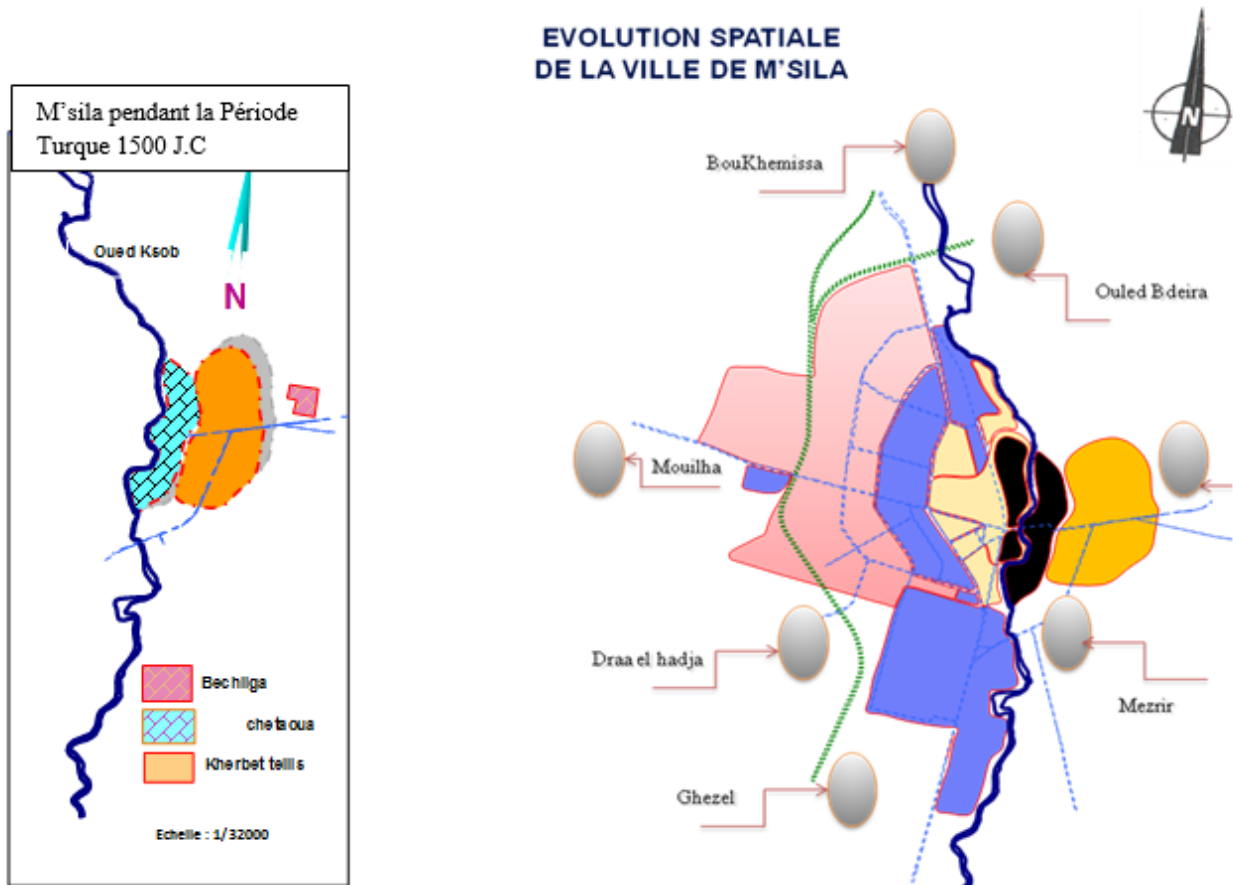 EVOLUTION SPATIALE
DE LA VILLE DE M'SILA
M'sila pendant la Période
Turque 1500 J.C
Oued Ksob
N
Bechilga
chetaoua
Kherbet tellis
Echelle : 1/32000
N
BouKhemissa
Ouled Bdeira
Mouilha
Draa el hadja
Mezrir
Ghezel